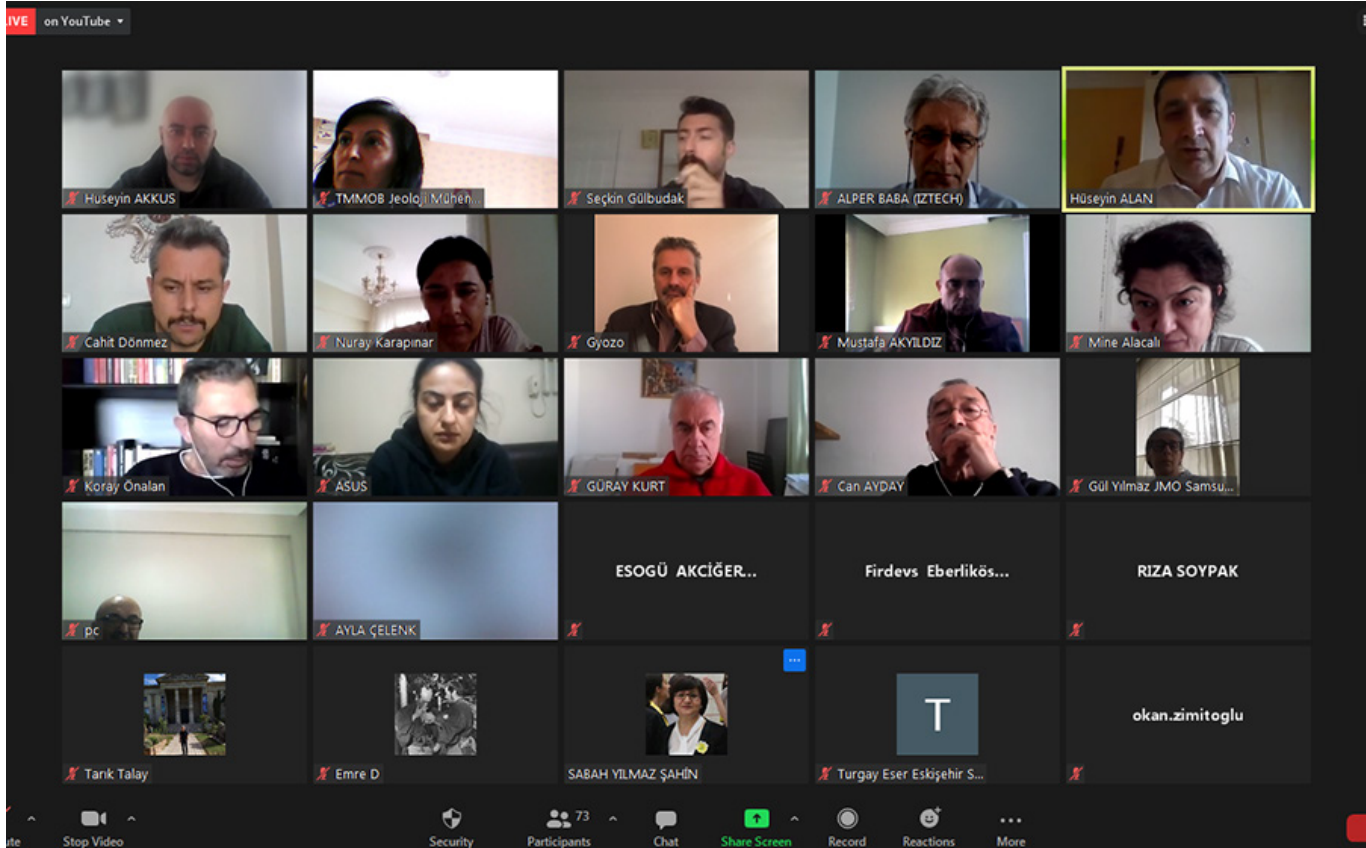 LIVE on YouTube
Huseyin AKKUS
TMMOB Jeoloji Mühen...
Seçkin Gülbudak
ALPER BABA (IZTECH)
Hüseyin ALAN
Cahit Dönmez
Nuray Karapınar
Gyozo
Mustafa AKYILDIZ
Mine Alacalı
Koray Önalan
ASUS
GÜRAY KURT
Can AYDAY
Gül Yılmaz JMO Samsu...
pc
AYLA ÇELENK
ESOGÜ AKCİĞER...
Firdevs Eberlikös...
RIZA SOYPAK
Tarık Talay
Emre D
SABAH YILMAZ ŞAHİN
T
Turgay Eser Eskişehir S...
okan.zimitoglu
ute
Stop Video
Security
Participants
73
Chat
Share Screen
Record
Reactions
More